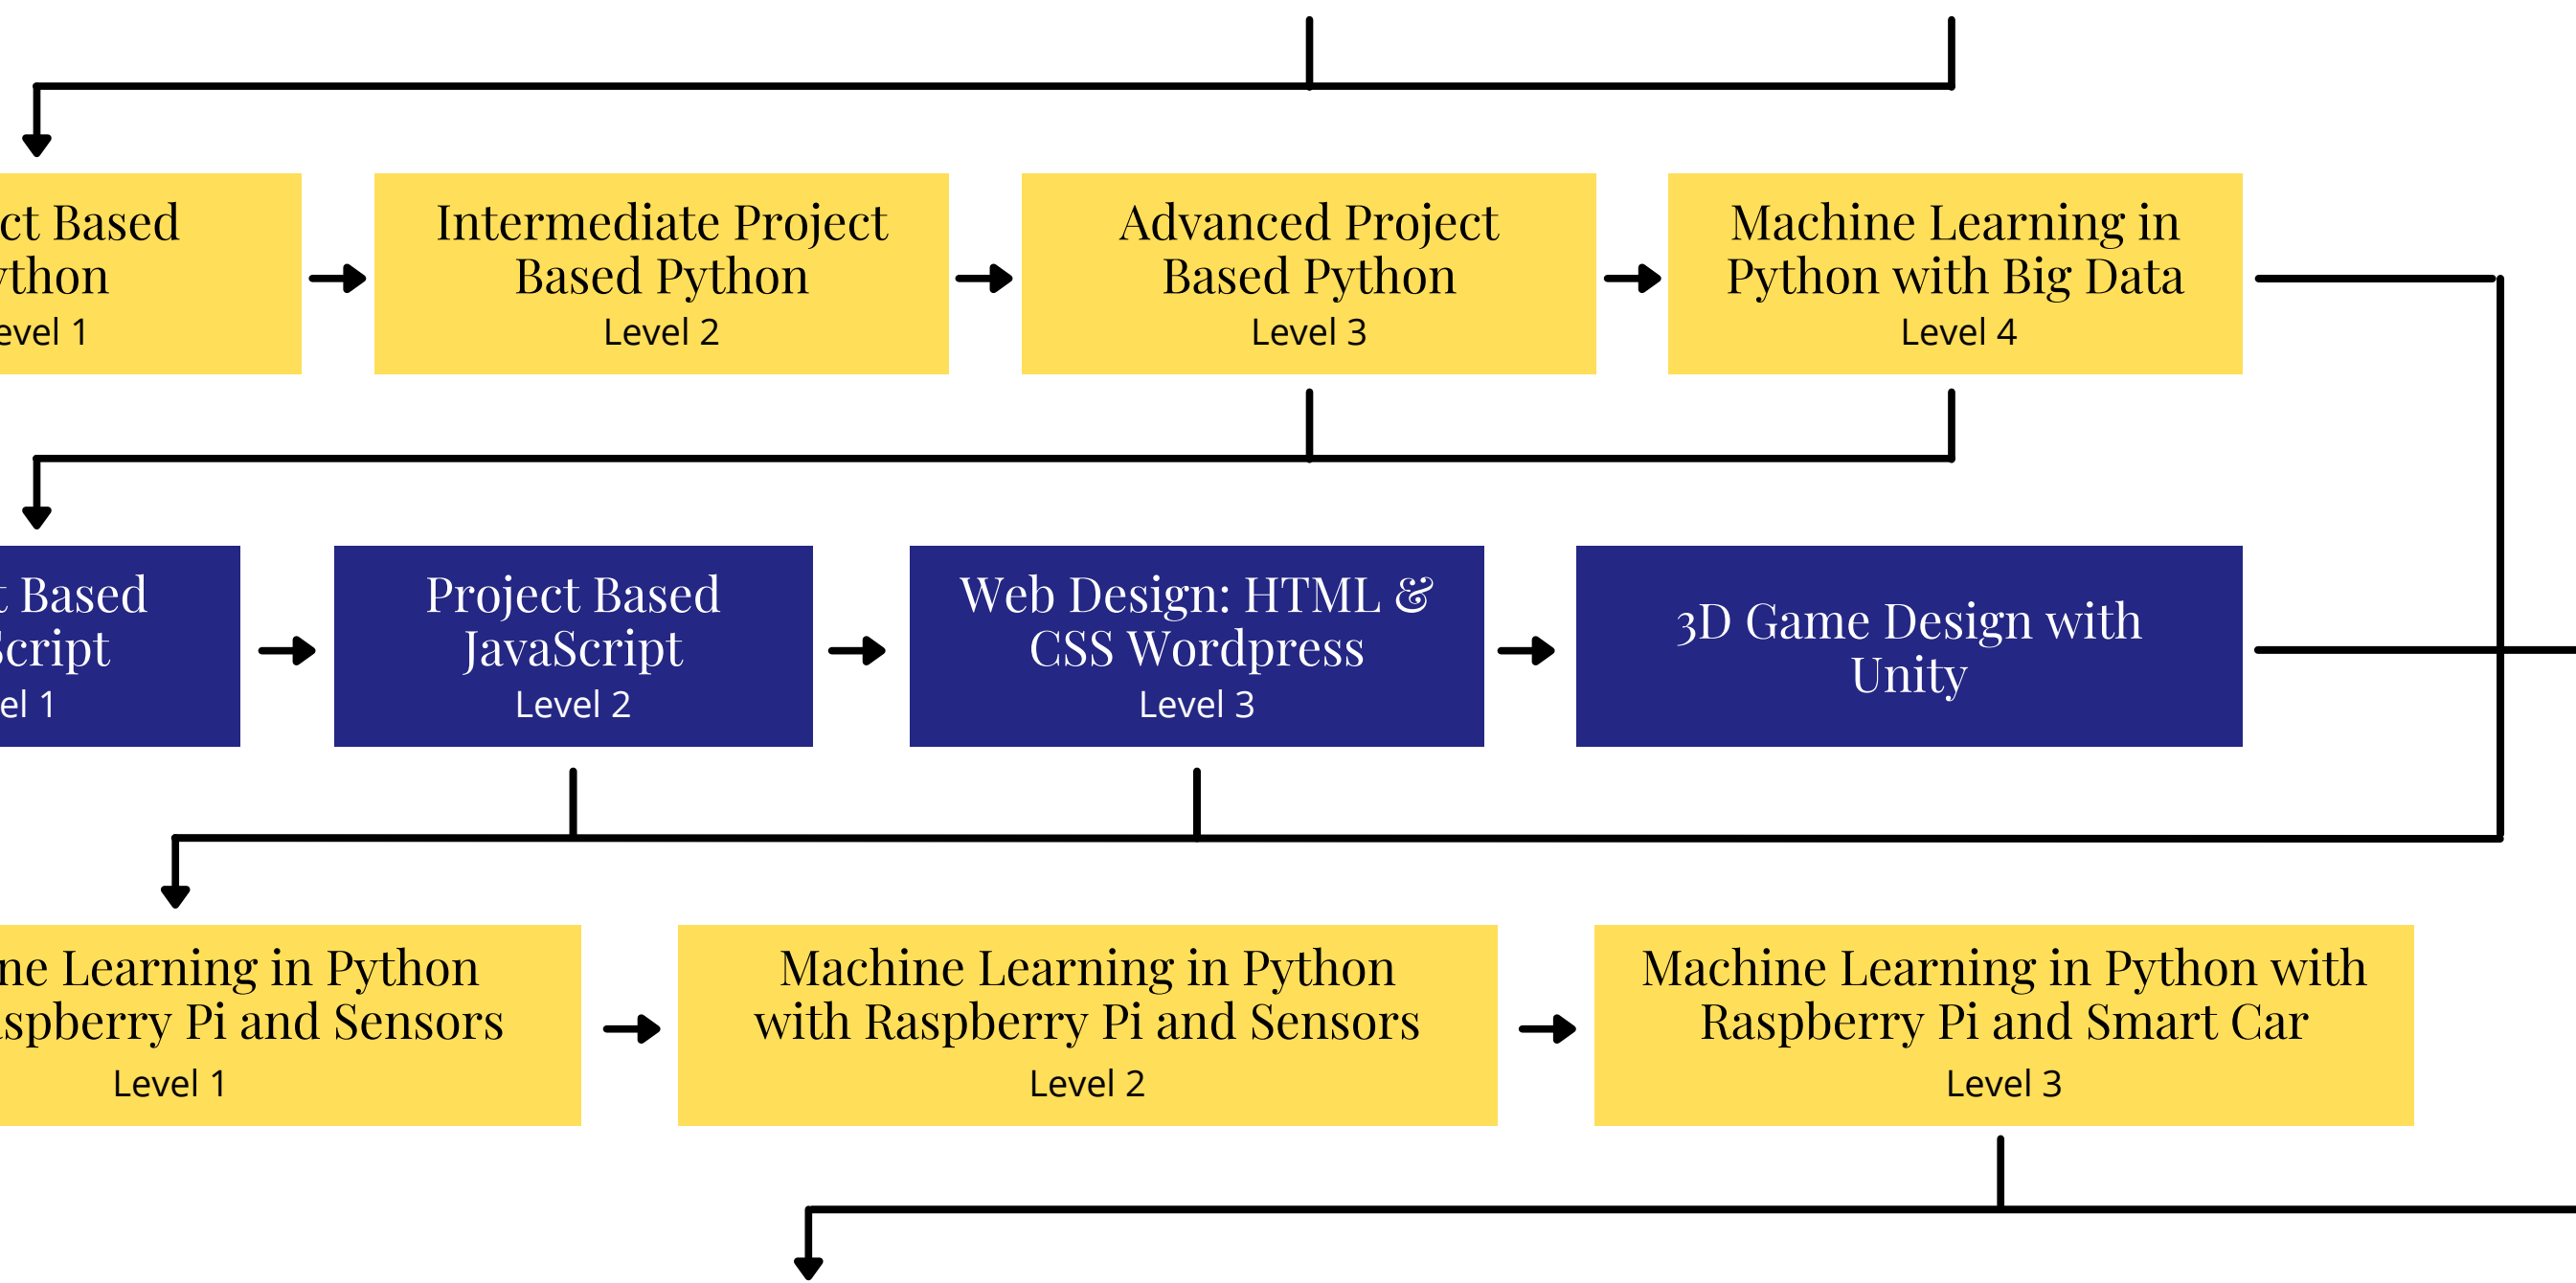 ct Based
ython
evel 1
Intermediate Project
Based Python
Level 2
Advanced Project
Based Python
Level 3
Machine Learning in
Python with Big Data
Level 4
t Based
Script
el 1
Project Based
JavaScript
Level 2
Web Design: HTML &
CSS Wordpress
Level 3
3D Game Design with
Unity
ne Learning in Python
spberry Pi and Sensors
Level 1
Machine Learning in Python
with Raspberry Pi and Sensors
Level 2
Machine Learning in Python with
Raspberry Pi and Smart Car
Level 3